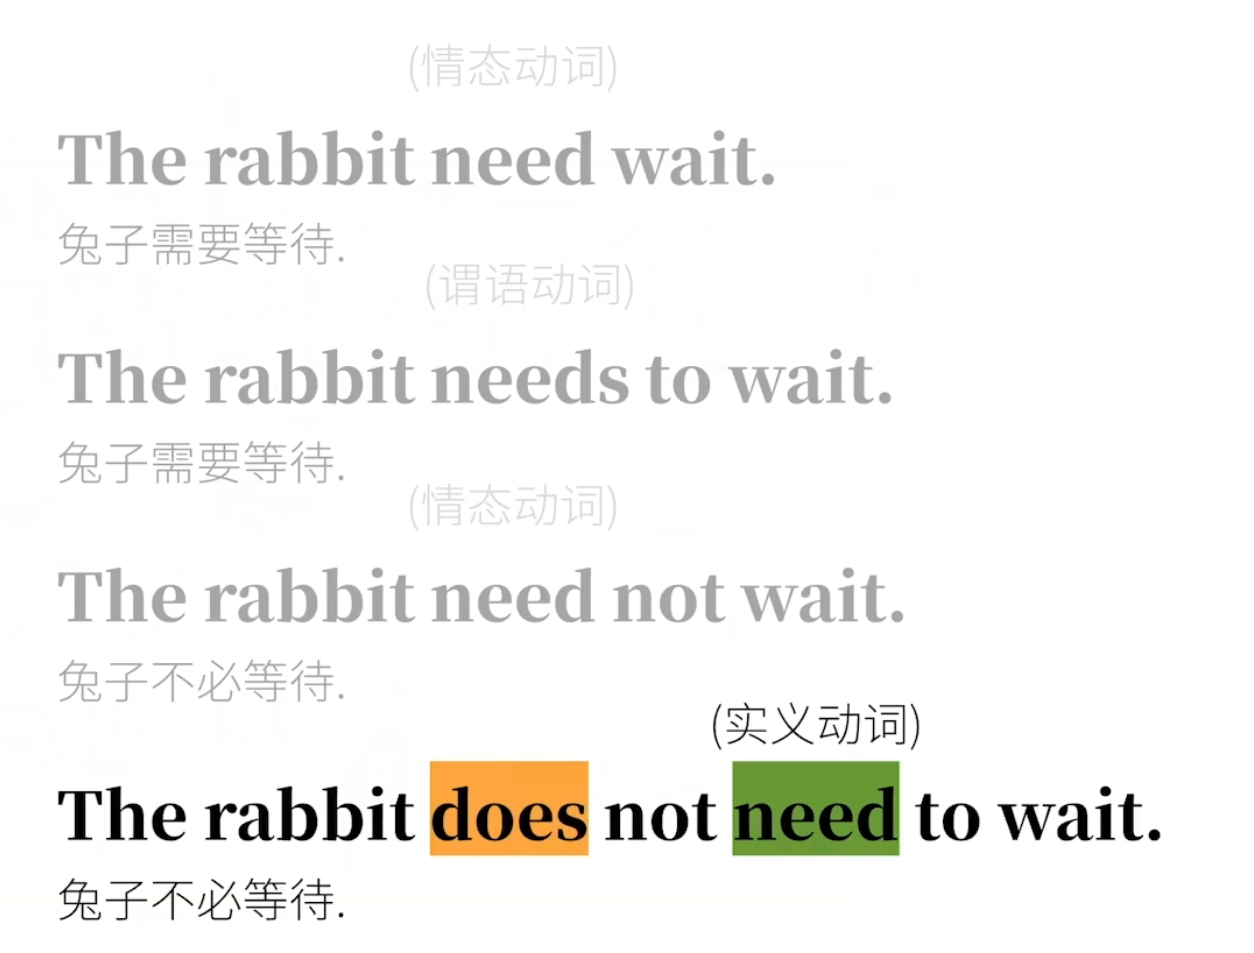 (情态动词)
The rabbit need wait.
兔子需要等待.
(谓语动词)
The rabbit needs to wait.
兔子需要等待.
(情态动词)
The rabbit need not wait.
兔子不必等待.
(实义动词)
The rabbit does not need to wait.
兔子不必等待.